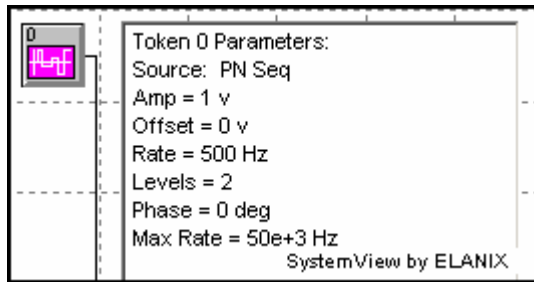 0
Token 0 Parameters:
Source: PN Seq
Amp = 1 v
Offset = 0 v
Rate = 500 Hz
Levels = 2
Phase = 0 deg
Max Rate = 50e+3 Hz
SystemView by ELANIX